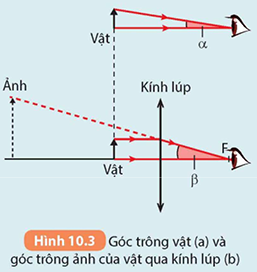 Vật
α
Ảnh
Kính lúp
F
Vật
β
Hình 10.3 Góc trông vật (a) và
góc trông ảnh của vật qua kính lúp (b)